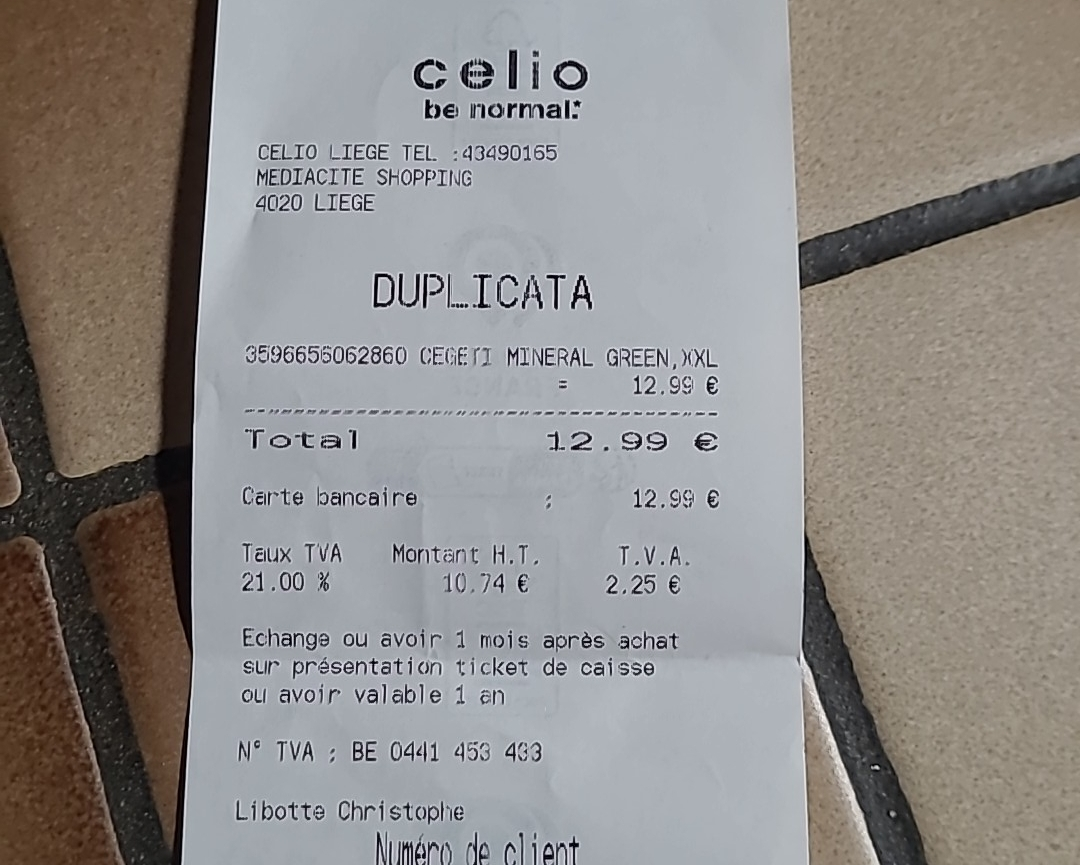 celio
be normal.*
CELIO LIEGE TEL :43490165
MEDIACITE SHOPPING
4020 LIEGE
DUPLICATA
3596656062860 CEGETI MINERAL GREEN,XXL
= 12.99 €
Total 12.99 €
Carte bancaire : 12.99 €
Taux TVA Montant H.T. T.V.A.
21.00 % 10.74 € 2.25 €
Echange ou avoir 1 mois après achat
sur présentation ticket de caisse
ou avoir valable 1 an
N° TVA : BE 0441 453 433
Libotte Christophe
Numéro de client